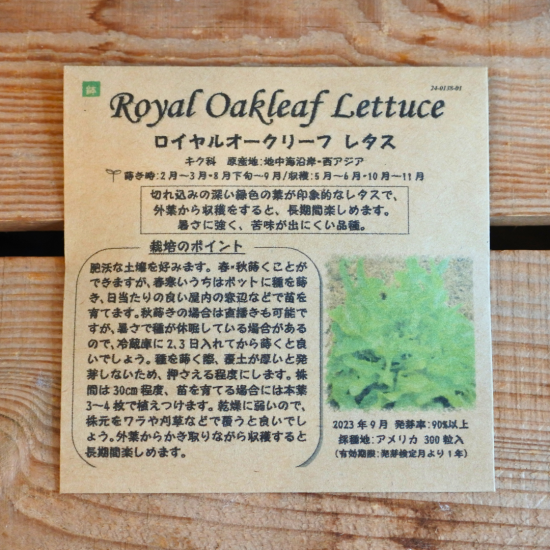 鉢
24-0138-01
Royal Oakleaf Lettuce
ロイヤルオークリーフ レタス
キク科 原産地:地中海沿岸・西アジア
蒔き時:2月〜3月・8月下旬〜9月/収穫:5月〜6月・10月〜11月
切れ込みの深い緑色の葉が印象的なレタスで、
外葉から収穫をすると、長期間楽しめます。
暑さに強く、苦味が出にくい品種。
栽培のポイント
肥沃な土壌を好みます。春・秋蒔くことが
できますが、春寒いうちはポットに種を蒔
き、日当たりの良い屋内の窓辺などで苗を
育てます。秋蒔きの場合は直播きも可能で
すが、暑さで種が休眠している場合がある
ので、冷蔵庫に2、3日入れてから蒔くと良
いでしょう。種を蒔く際、覆土が厚いと発
芽しないため、押さえる程度にします。株
間は30cm程度、苗を育てる場合には本葉
3〜4枚で植えつけます。乾燥に弱いので、
株元をワラや刈草などで覆うと良いでし
ょう。外葉からかき取りながら収穫すると
長期間楽しめます。
2023年9月 発芽率:90%以上
採種地:アメリカ 300粒入
(有効期限:発芽検定月より1年)